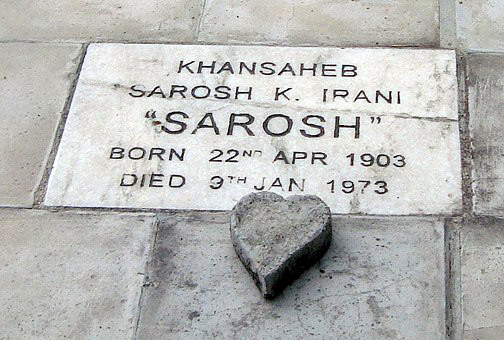 KHANSAHEB
SAROSH K. IRANI
"SAROSH"
BORN 22ND APR 1903
DIED 9TH JAN 1973